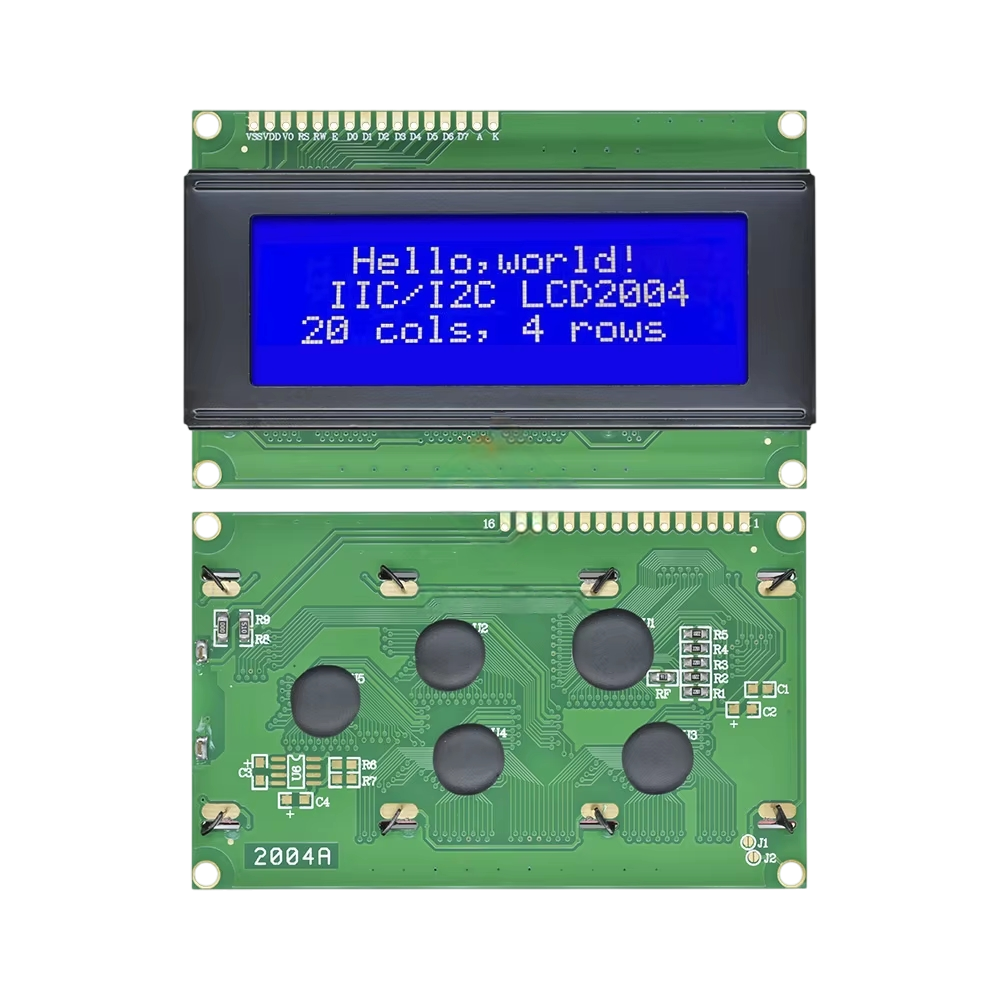 VSS VDD V0 RS RW E D0 D1 D2 D3 D4 D5 D6 D7 A K
Hello,world!
IIC/I2C LCD2004
20 cols, 4 rows
16
1
R9
R8
U2
U1
R5
R4
R3
R2
RF R1
U5
C1
C2
+
U4
U3
+
C3
U6
R6
R7
C4
+
J1
J2
2004A